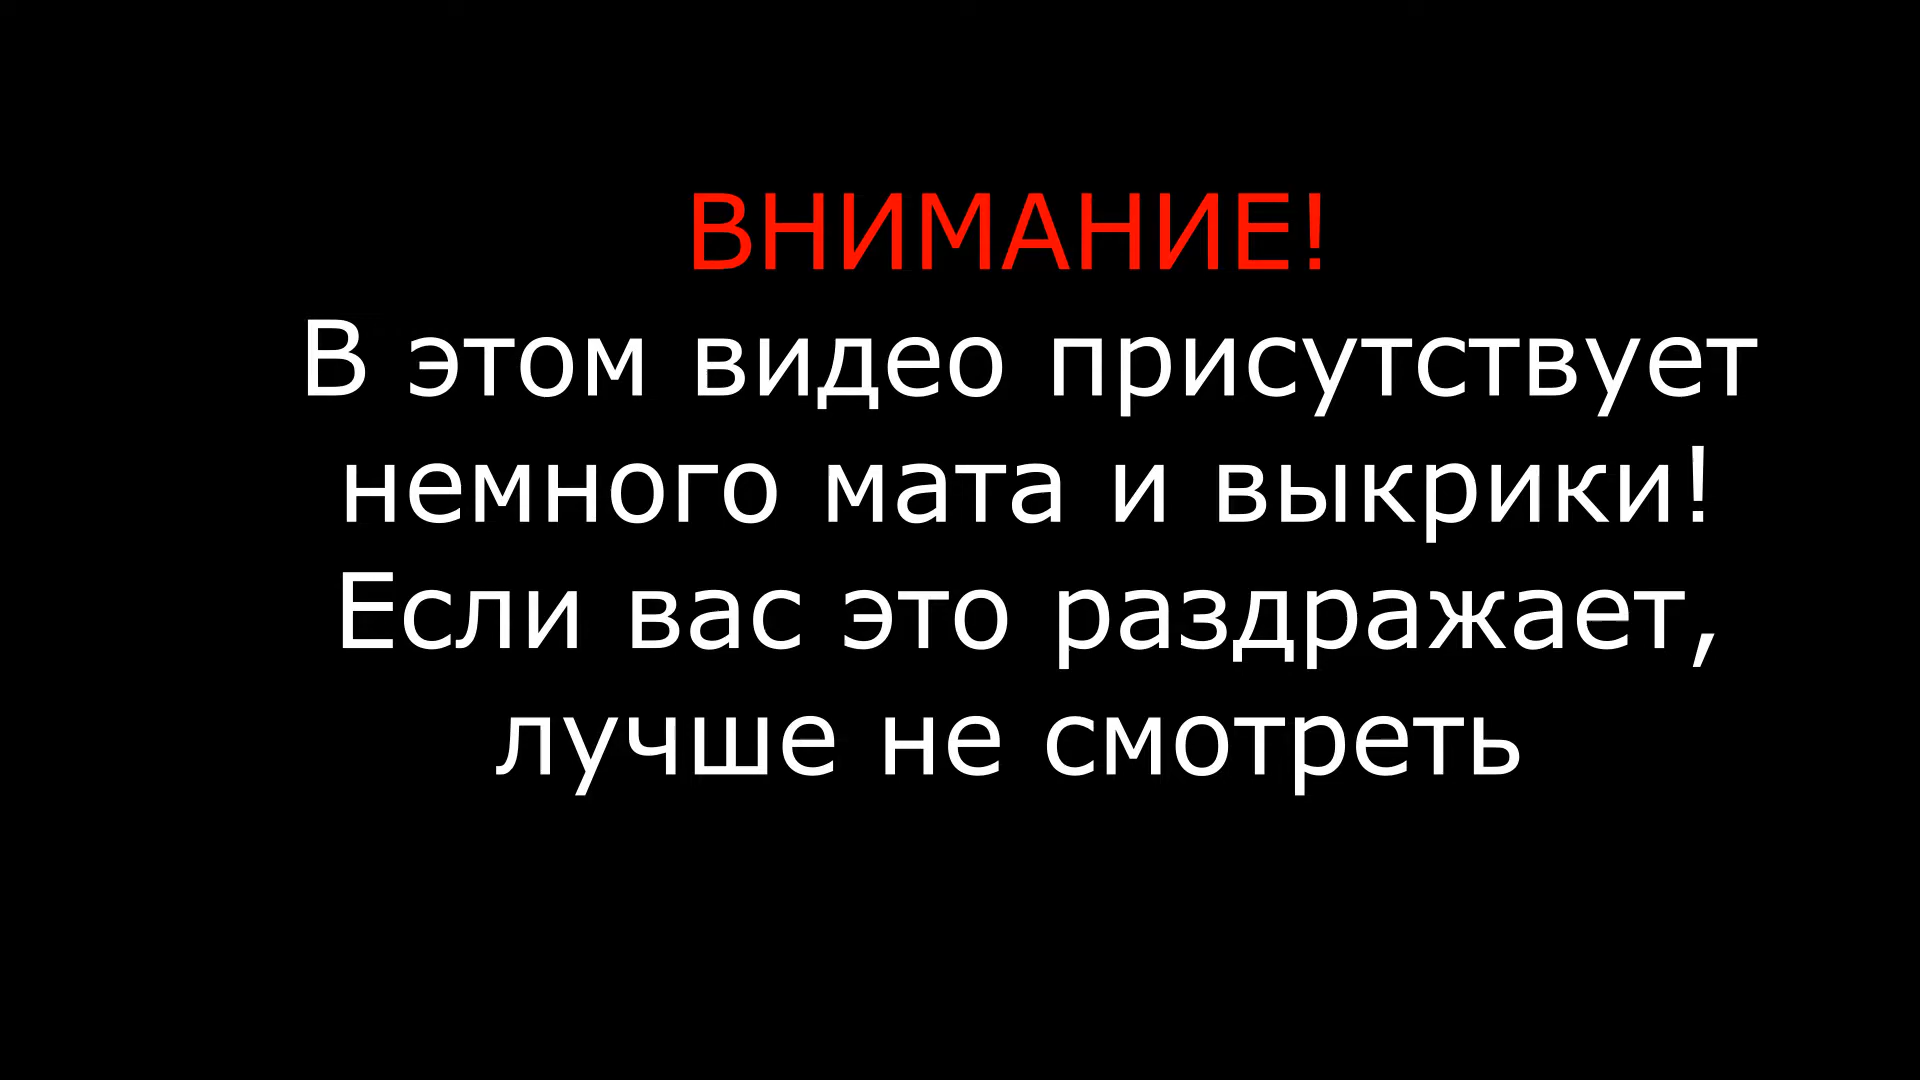 ВНИМАНИЕ!
В этом видео присутствует
немного мата и выкрики!
Если вас это раздражает,
лучше не смотреть